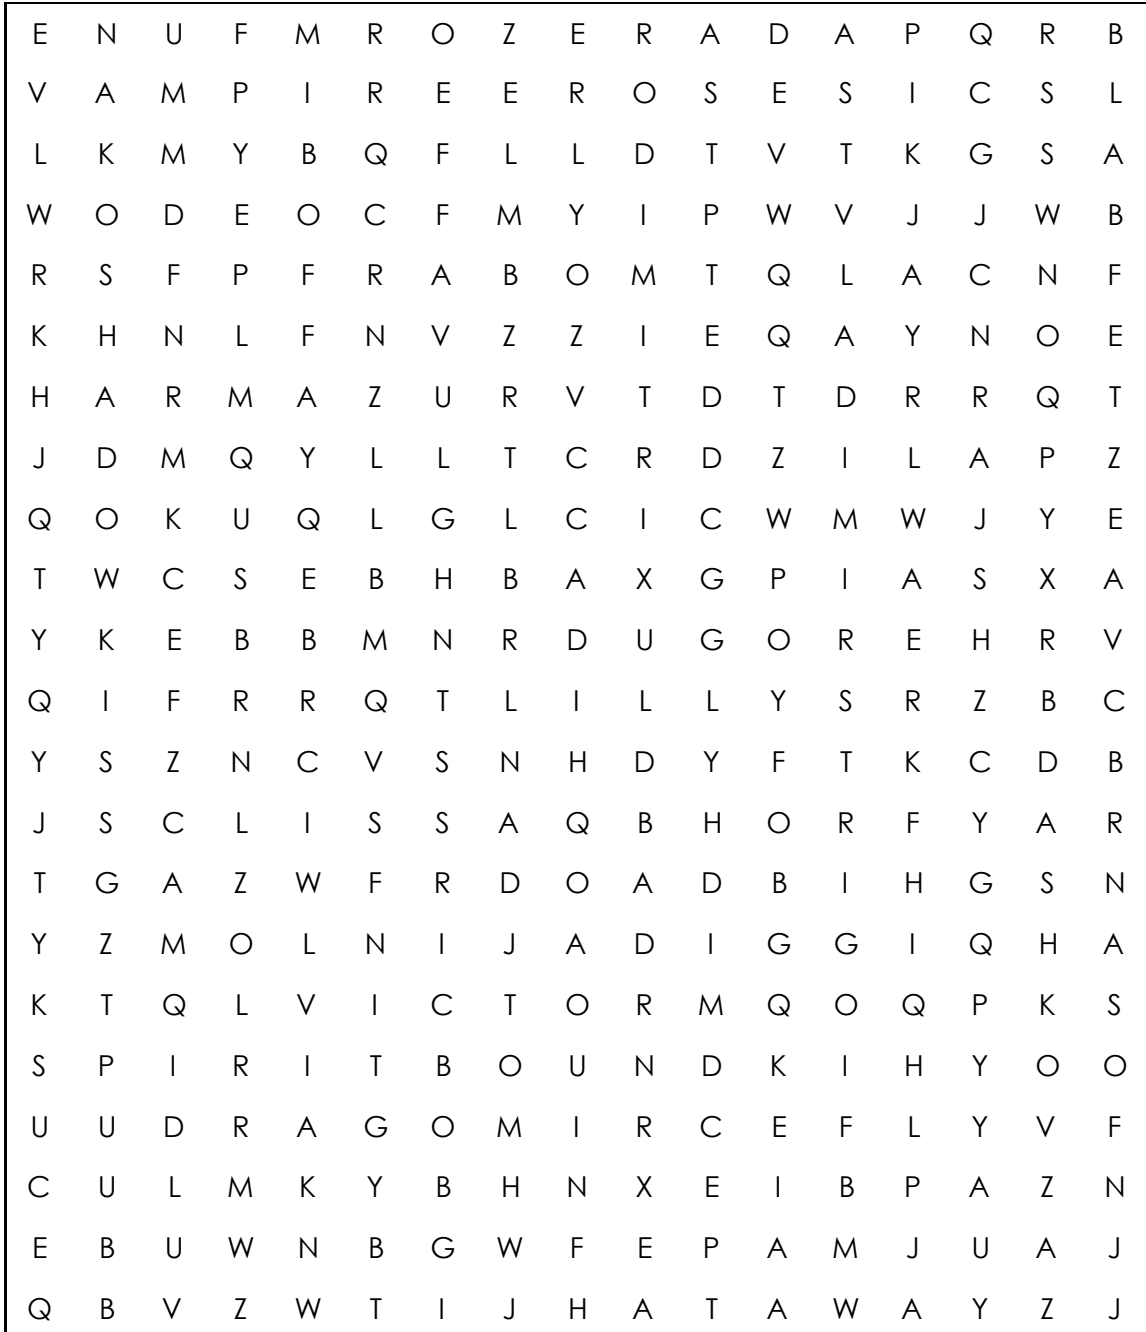 E N U F M R O Z E R A D A P Q R B
V A M P I R E E R O S E S I C S L
L K M Y B Q F L L D T V T K G S A
W O D E O C F M Y I P W V J J W B
R S F P F R A B O M T Q L A C N F
K H N L F N V Z Z I E Q A Y N O E
H A R M A Z U R V T D T D R R Q T
J D M Q Y L L T C R D Z I L A P Z
Q O K U Q L G L C I C W M W J Y E
T W C S E B H B A X G P I A S X A
Y K E B B M N R D U G O R E H R V
Q I F R R Q T L I L L Y S R Z B C
Y S Z N C V S N H D Y F T K C D B
J S C L I S S A Q B H O R F Y A R
T G A Z W F R D O A D B I H G S N
Y Z M O L N I J A D I G G I Q H A
K T Q L V I C T O R M Q O Q P K S
S P I R I T B O U N D K I H Y O O
U U D R A G O M I R C E F L Y V F
C U L M K Y B H N X E I B P A Z N
E B U W N B G W F E P A M J U A J
Q B V Z W T I J H A T A W A Y Z J